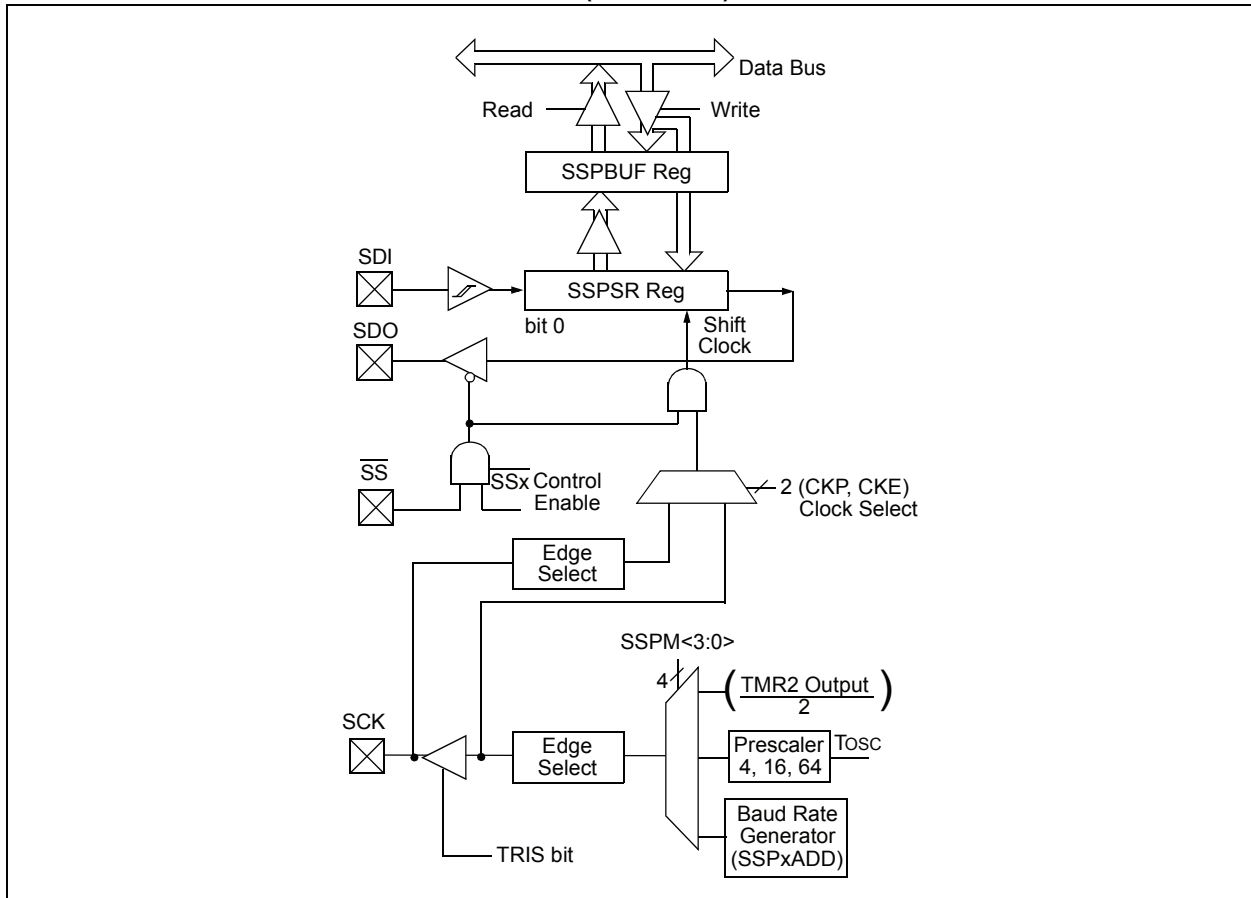 Data Bus
Read
Write
SSPBUF Reg
SDI
SSPSR Reg
bit 0
Shift
Clock
SDO
SS
SSx Control
Enable
2 (CKP, CKE)
Clock Select
Edge
Select
SSPM<3:0>
4
(TMR2 Output)
2
SCK
Edge
Select
Prescaler
4, 16, 64
TOSC
Baud Rate
Generator
(SSPxADD)
TRIS bit